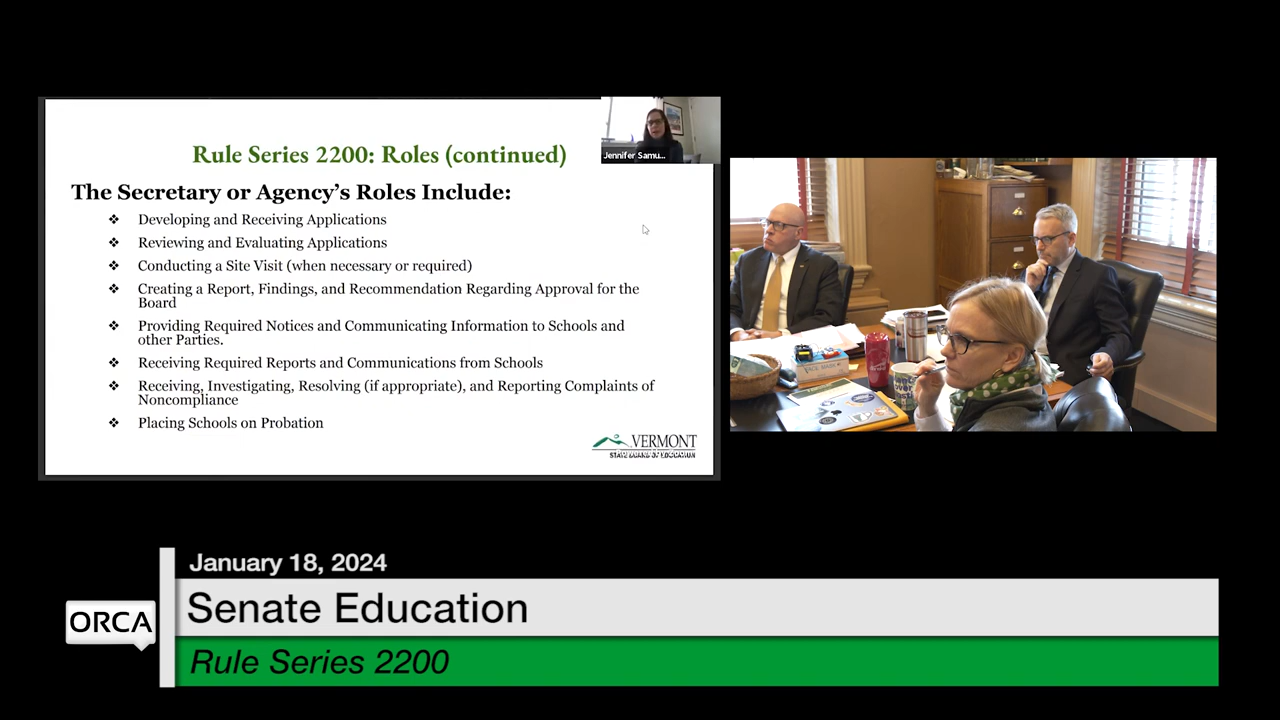 Rule Series 2200: Roles (continued)
Jennifer Samu...
The Secretary or Agency's Roles Include:
❖ Developing and Receiving Applications
❖ Reviewing and Evaluating Applications
❖ Conducting a Site Visit (when necessary or required)
❖ Creating a Report, Findings, and Recommendation Regarding Approval for the
Board
❖ Providing Required Notices and Communicating Information to Schools and
other Parties.
❖ Receiving Required Reports and Communications from Schools
❖ Receiving, Investigating, Resolving (if appropriate), and Reporting Complaints of
Noncompliance
❖ Placing Schools on Probation
VERMONT
STATE BOARD OF EDUCATION
January 18, 2024
ORCA
Senate Education
Rule Series 2200